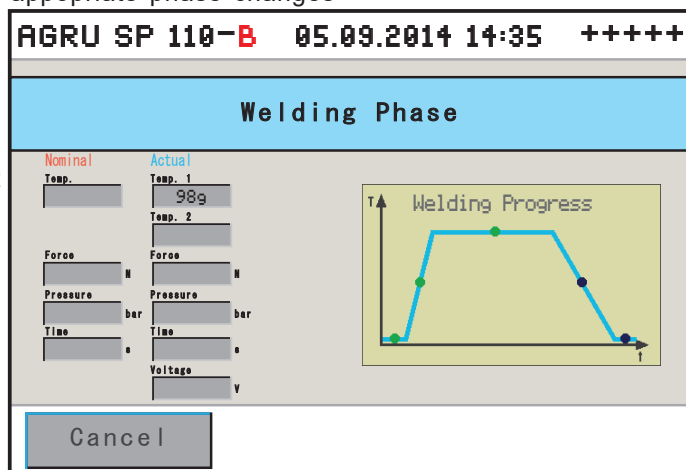 appopriate phase changes
AGRU SP 110-B 05.09.2014 14:35 +++++
Welding Phase
Nominal Actual
Temp. Temp. 1
98g
Temp. 2
Force Force
N N
Pressure Pressure
bar bar
Time Time
s s
Voltage
V
T Welding Progress
t
Cancel